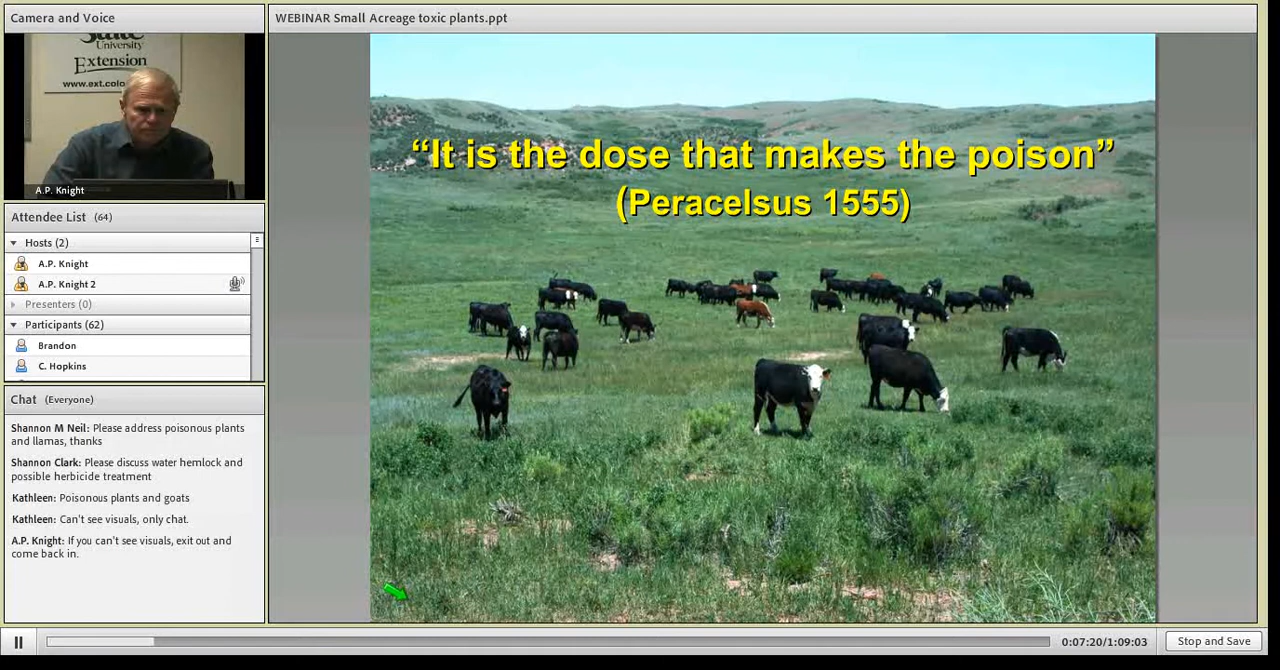 Camera and Voice
State
University
Extension
www.ext.colo
A.P. Knight
Attendee List (64)
Hosts (2)
A.P. Knight
A.P. Knight 2
Presenters (0)
Participants (62)
Brandon
C. Hopkins
Chat (Everyone)
Shannon M Neil: Please address poisonous plants
and llamas, thanks
Shannon Clark: Please discuss water hemlock and
possible herbicide treatment
Kathleen: Poisonous plants and goats
Kathleen: Can't see visuals, only chat.
A.P. Knight: If you can't see visuals, exit out and
come back in.
WEBINAR Small Acreage toxic plants.ppt
“It is the dose that makes the poison”
(Peracelsus 1555)
0:07:20/1:09:03
Stop and Save